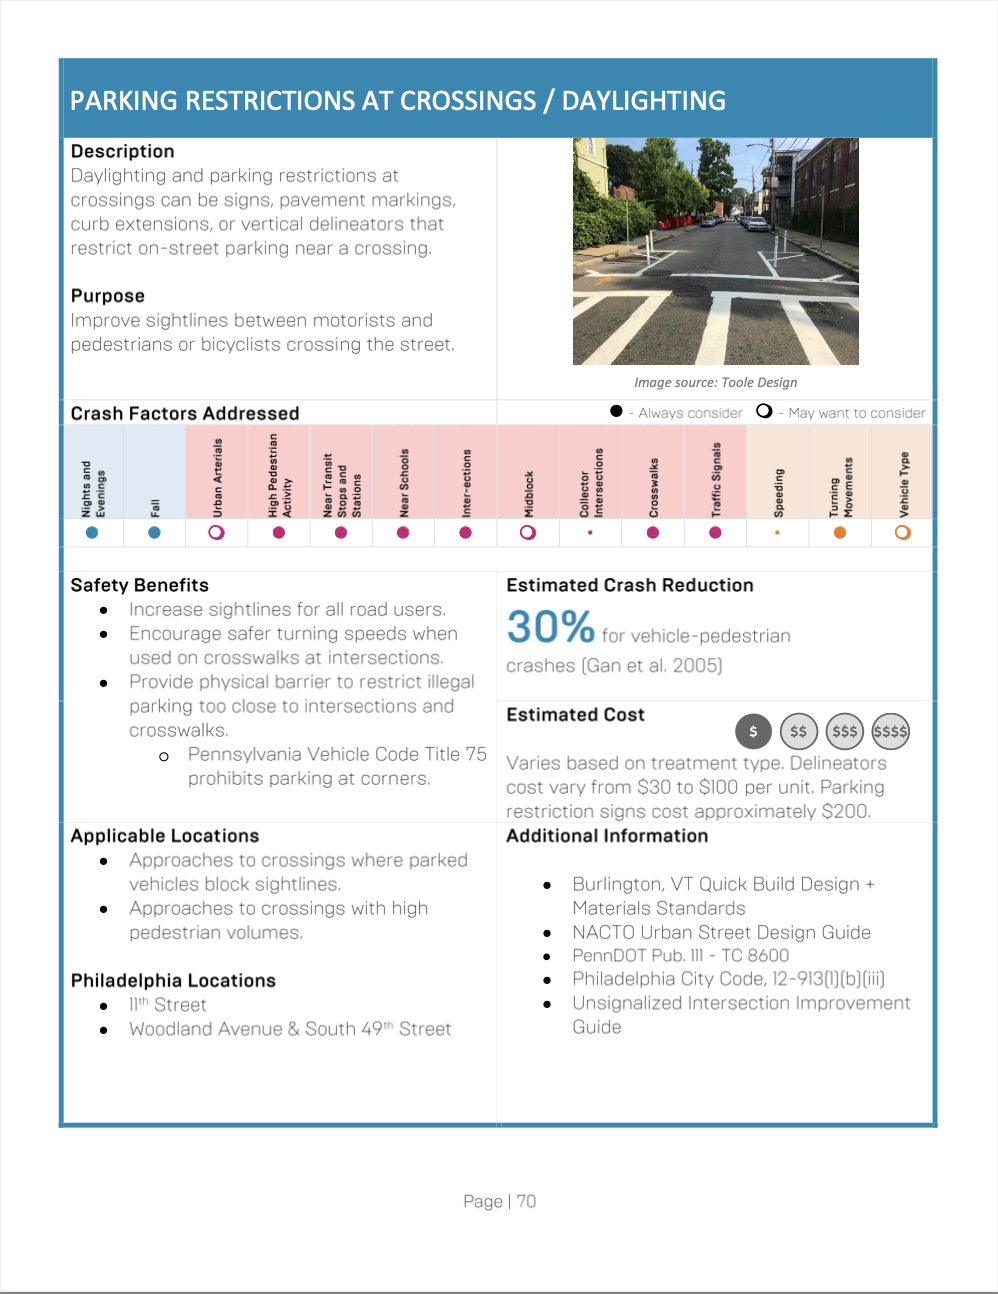 PARKING RESTRICTIONS AT CROSSINGS / DAYLIGHTING
Description
Daylighting and parking restrictions at
crossings can be signs, pavement markings,
curb extensions, or vertical delineators that
restrict on-street parking near a crossing.
Purpose
Improve sightlines between motorists and
pedestrians or bicyclists crossing the street.
Image source: Toole Design
Crash Factors Addressed
- Always consider - May want to consider
Nights and
Evenings
Fall
Urban Arterials
High Pedestrian
Activity
Near Transit
Stops and
Stations
Near Schools
Inter-ections
Midblock
Collector
Intersections
Crosswalks
Traffic Signals
Speeding
Turning
Movements
Vehicle Type
Safety Benefits
• Increase sightlines for all road users.
• Encourage safer turning speeds when
used on crosswalks at intersections.
• Provide physical barrier to restrict illegal
parking too close to intersections and
crosswalks.
o Pennsylvania Vehicle Code Title 75
prohibits parking at corners.
Estimated Crash Reduction
30% for vehicle-pedestrian
crashes (Gan et al. 2005)
Estimated Cost
$ $$ $$$ $$$$
Varies based on treatment type. Delineators
cost vary from $30 to $100 per unit. Parking
restriction signs cost approximately $200.
Applicable Locations
• Approaches to crossings where parked
vehicles block sightlines.
• Approaches to crossings with high
pedestrian volumes.
Philadelphia Locations
• 11th Street
• Woodland Avenue & South 49th Street
Additional Information
• Burlington, VT Quick Build Design +
Materials Standards
• NACTO Urban Street Design Guide
• PennDOT Pub. 111 - TC 8600
• Philadelphia City Code, 12-913(1)(b)(iii)
• Unsignalized Intersection Improvement
Guide
Page | 70